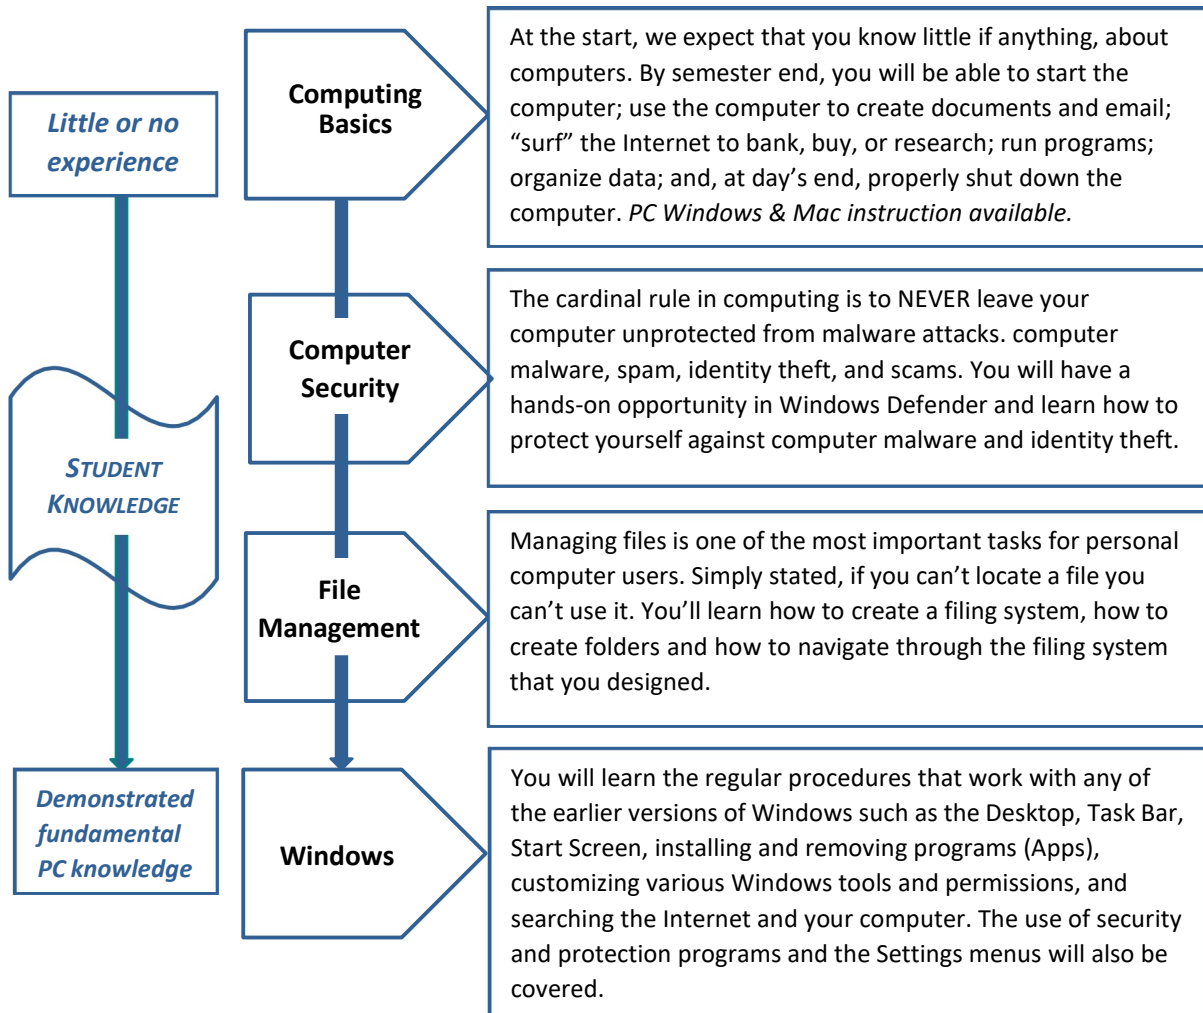 Little or no
experience
STUDENT
KNOWLEDGE
Demonstrated
fundamental
PC knowledge
Computing
Basics
At the start, we expect that you know little if anything, about
computers. By semester end, you will be able to start the
computer; use the computer to create documents and email;
“surf” the Internet to bank, buy, or research; run programs;
organize data; and, at day’s end, properly shut down the
computer. PC Windows & Mac instruction available.
Computer
Security
The cardinal rule in computing is to NEVER leave your
computer unprotected from malware attacks. computer
malware, spam, identity theft, and scams. You will have a
hands-on opportunity in Windows Defender and learn how to
protect yourself against computer malware and identity theft.
File
Management
Managing files is one of the most important tasks for personal
computer users. Simply stated, if you can’t locate a file you
can’t use it. You’ll learn how to create a filing system, how to
create folders and how to navigate through the filing system
that you designed.
Windows
You will learn the regular procedures that work with any of
the earlier versions of Windows such as the Desktop, Task Bar,
Start Screen, installing and removing programs (Apps),
customizing various Windows tools and permissions, and
searching the Internet and your computer. The use of security
and protection programs and the Settings menus will also be
covered.